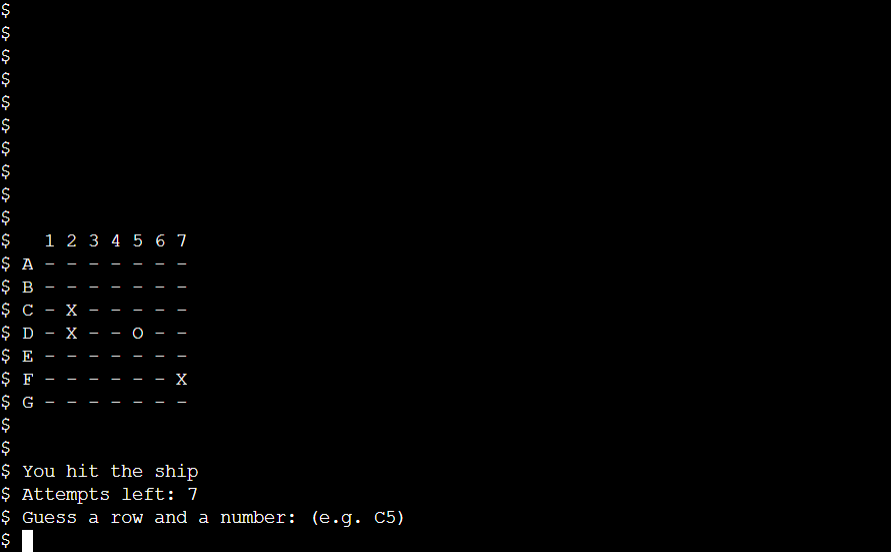 $
$
$
$
$
$
$
$
$
$
$   1 2 3 4 5 6 7
$ A - - - - - - -
$ B - - - - - - -
$ C - X - - - - -
$ D - X - - O - -
$ E - - - - - - -
$ F - - - - - - X
$ G - - - - - - -
$
$
$ You hit the ship
$ Attempts left: 7
$ Guess a row and a number: (e.g. C5)
$